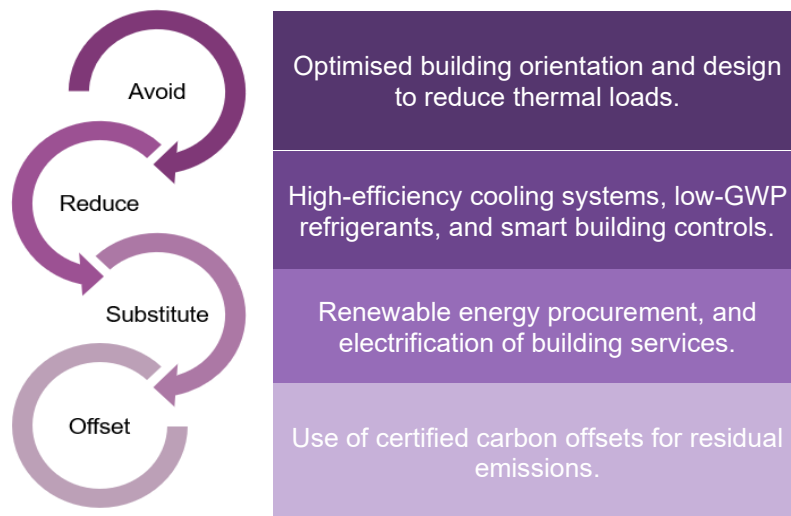 Avoid
Optimised building orientation and design
to reduce thermal loads.
Reduce
High-efficiency cooling systems, low-GWP
refrigerants, and smart building controls.
Substitute
Renewable energy procurement, and
electrification of building services.
Offset
Use of certified carbon offsets for residual
emissions.